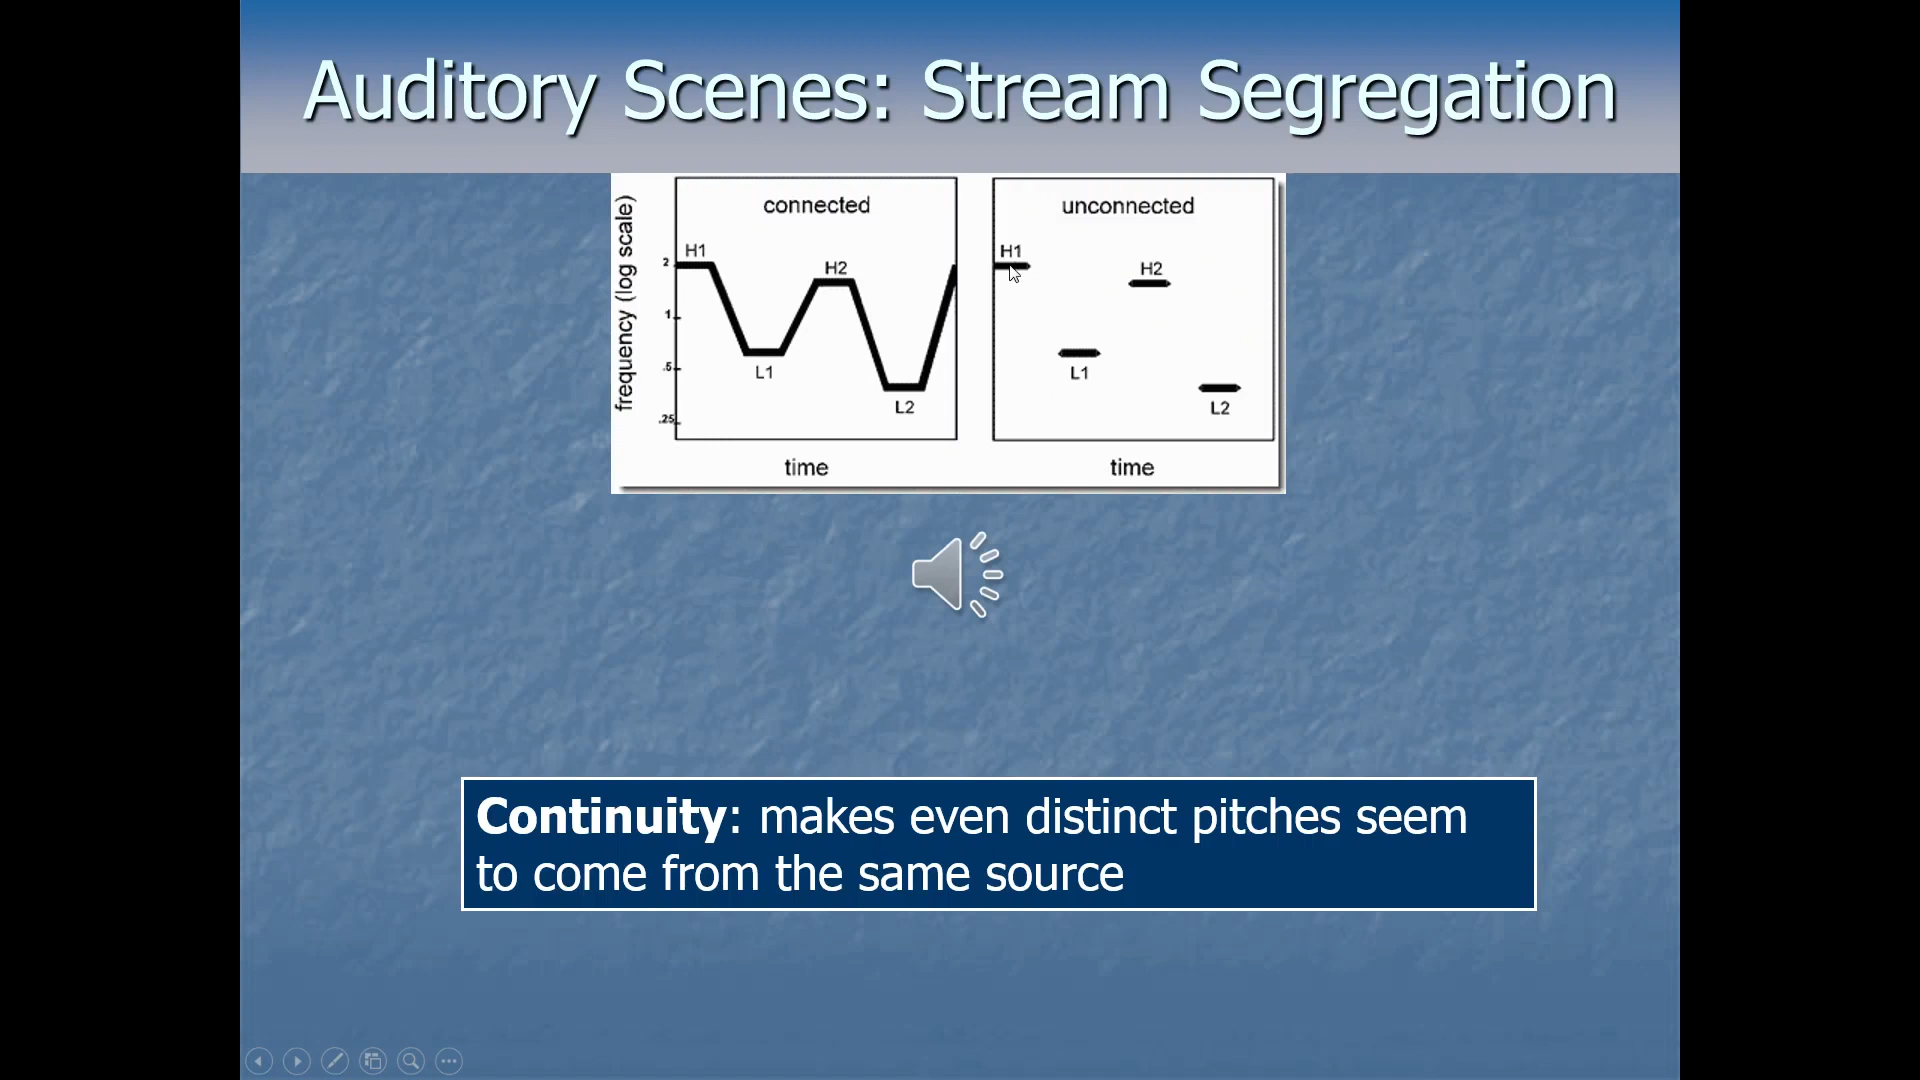 Auditory Scenes: Stream Segregation
connected
unconnected
frequency (log scale)
2
1
.5
.25
H1
H2
L1
L2
H1
H2
L1
L2
time
time
Continuity: makes even distinct pitches seem
to come from the same source